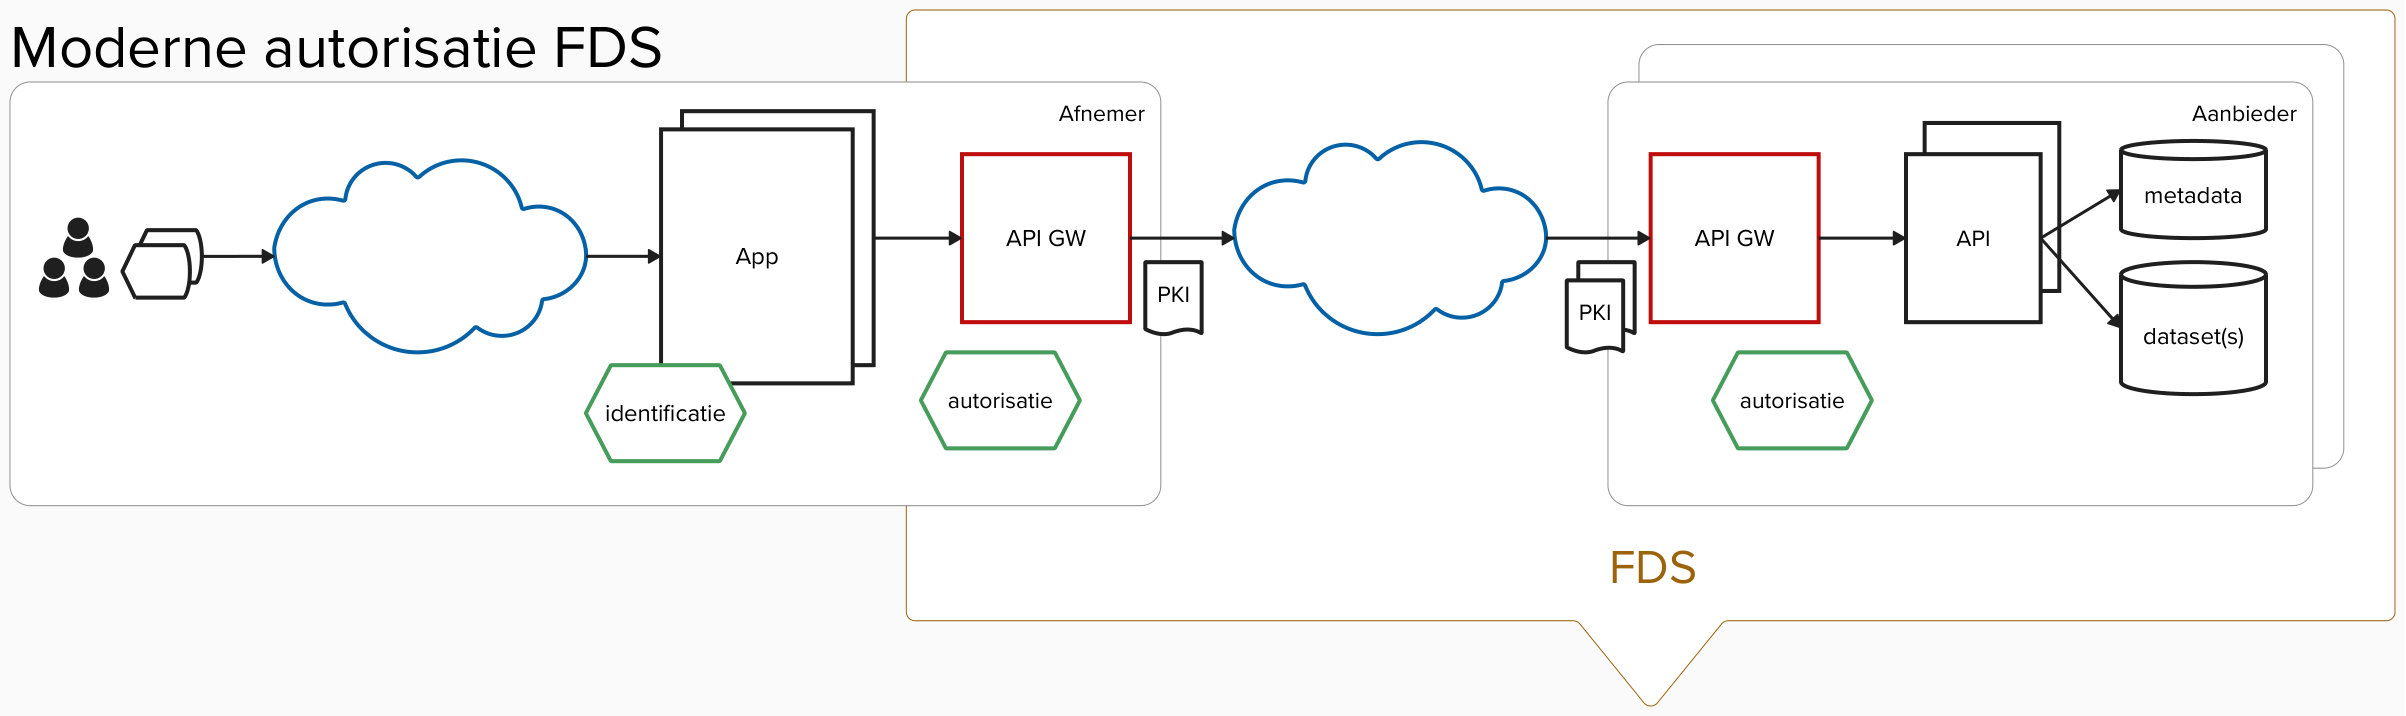 Moderne autorisatie FDS
Afnemer
Aanbieder
App
API GW
API GW
API
metadata
dataset(s)
PKI
PKI
identificatie
autorisatie
autorisatie
FDS